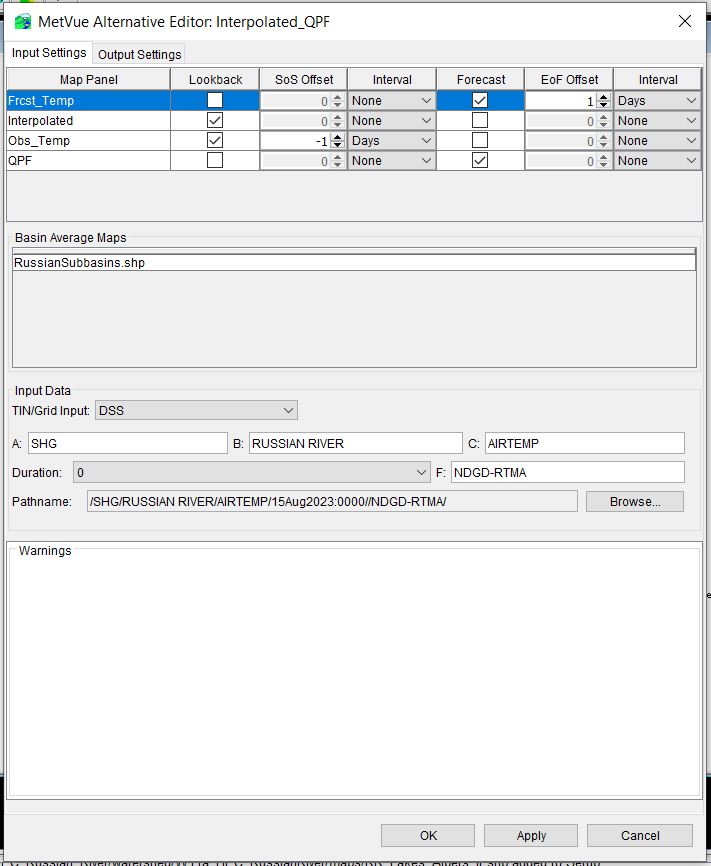 MetVue Alternative Editor: Interpolated_QPF
Input Settings Output Settings
Map Panel Lookback SoS Offset Interval Forecast EoF Offset Interval
Frcst_Temp 0 None 1 Days
Interpolated 0 None 0 None
Obs_Temp -1 Days 0 None
QPF 0 None 0 None
Basin Average Maps
RussianSubbasins.shp
Input Data
TIN/Grid Input: DSS
A: SHG B: RUSSIAN RIVER C: AIRTEMP
Duration: 0 F: NDGD-RTMA
Pathname: /SHG/RUSSIAN RIVER/AIRTEMP/15Aug2023:0000//NDGD-RTMA/ Browse...
Warnings
OK Apply Cancel